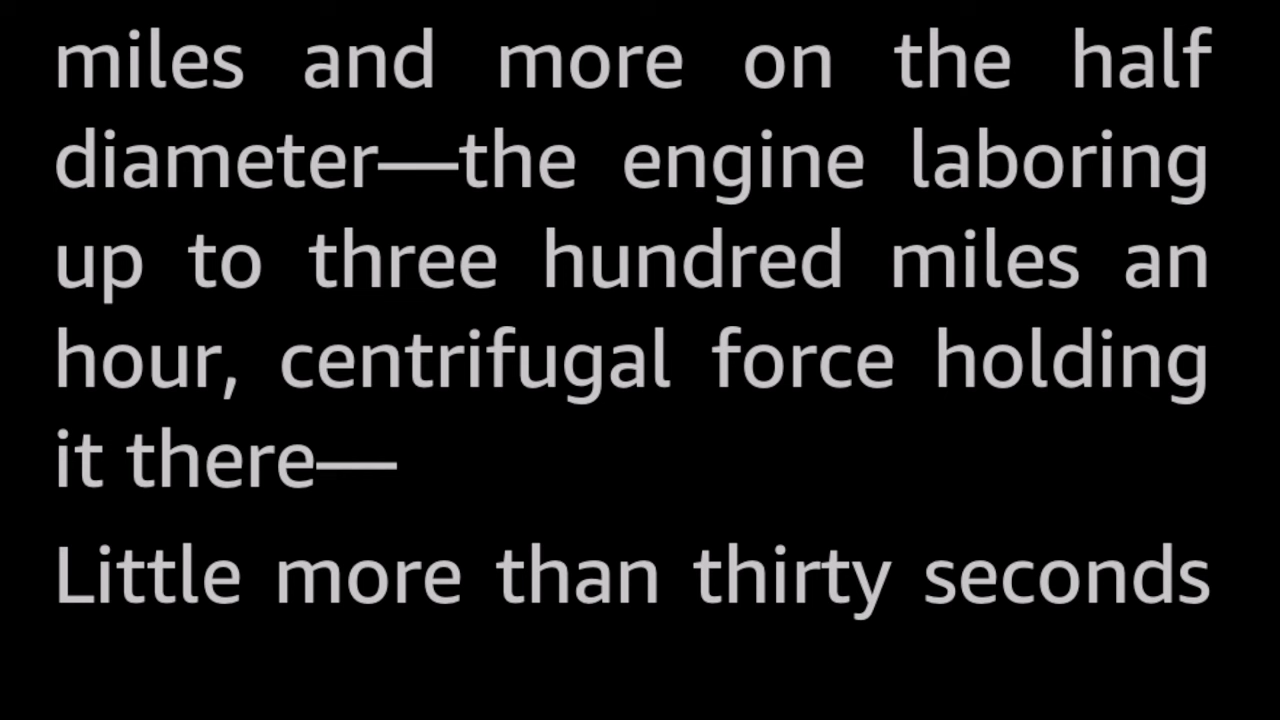 miles and more on the half
diameter—the engine laboring
up to three hundred miles an
hour, centrifugal force holding
it there—
Little more than thirty seconds